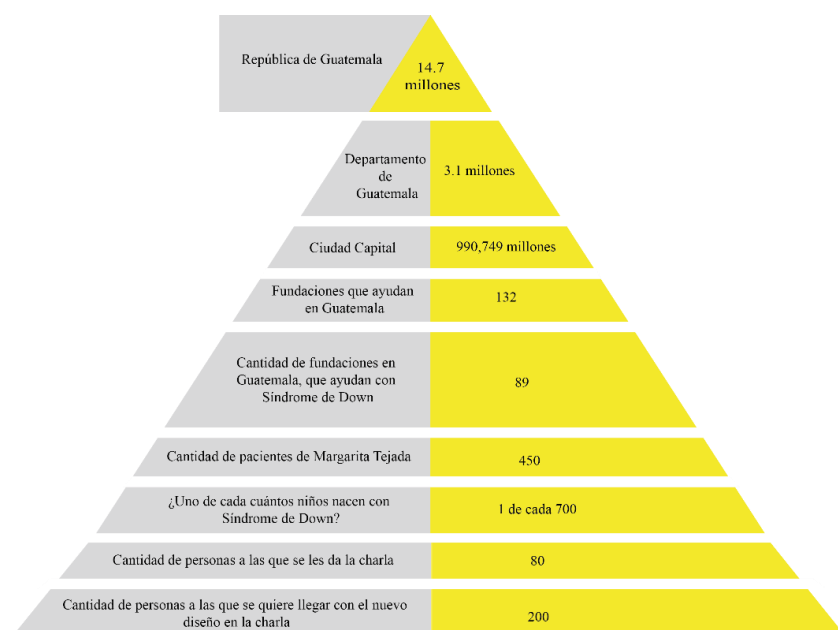 República de Guatemala
14.7
millones
Departamento
de
Guatemala
3.1 millones
Ciudad Capital
990,749 millones
Fundaciones que ayudan
en Guatemala
132
Cantidad de fundaciones en
Guatemala, que ayudan con
Síndrome de Down
89
Cantidad de pacientes de Margarita Tejada
450
¿Uno de cada cuántos niños nacen con
Síndrome de Down?
1 de cada 700
Cantidad de personas a las que se les da la charla
80
Cantidad de personas a las que se quiere llegar con el nuevo
diseño en la charla
200